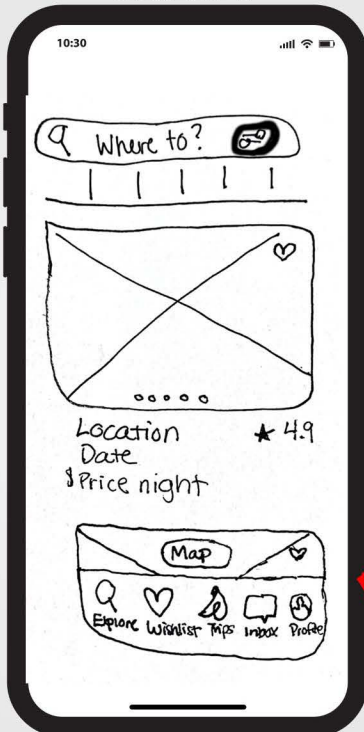 10:30
Where to?
Location ★ 4.9
Date
$Price night
Map
Explore Wishlist Trips Inbox Profile